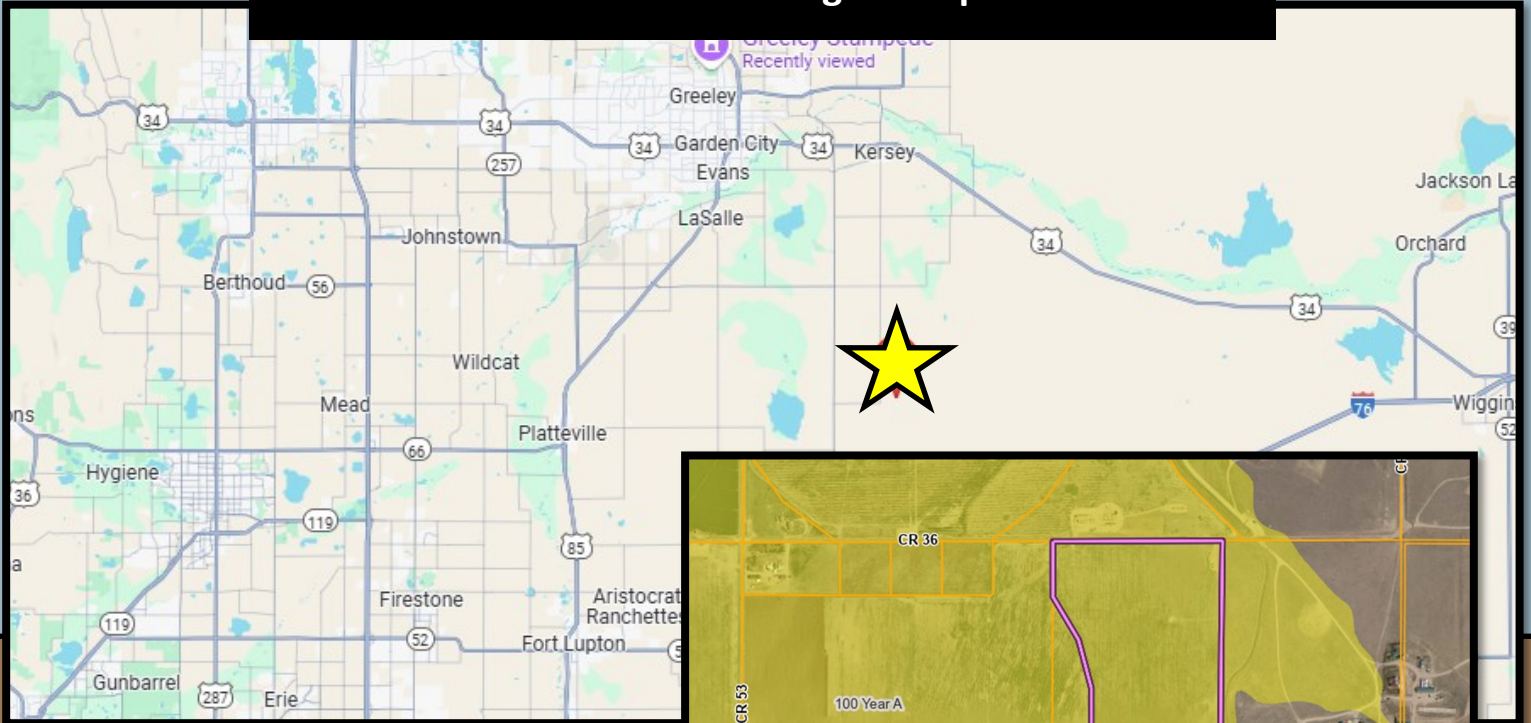 Greeley Stampede
Recently viewed
Greeley
34
34
257
34
Garden City
34
Kersey
Evans
LaSalle
Jackson La
Johnstown
34
Orchard
Berthoud
56
34
39
Wildcat
ns
Mead
76
Wiggin
52
Platteville
66
Hygiene
36
119
85
a
Firestone
Aristocrat
Ranchettes
119
52
Fort Lupton
5
Gunbarrel
287
Erie
CR 36
CR 53
100 Year A